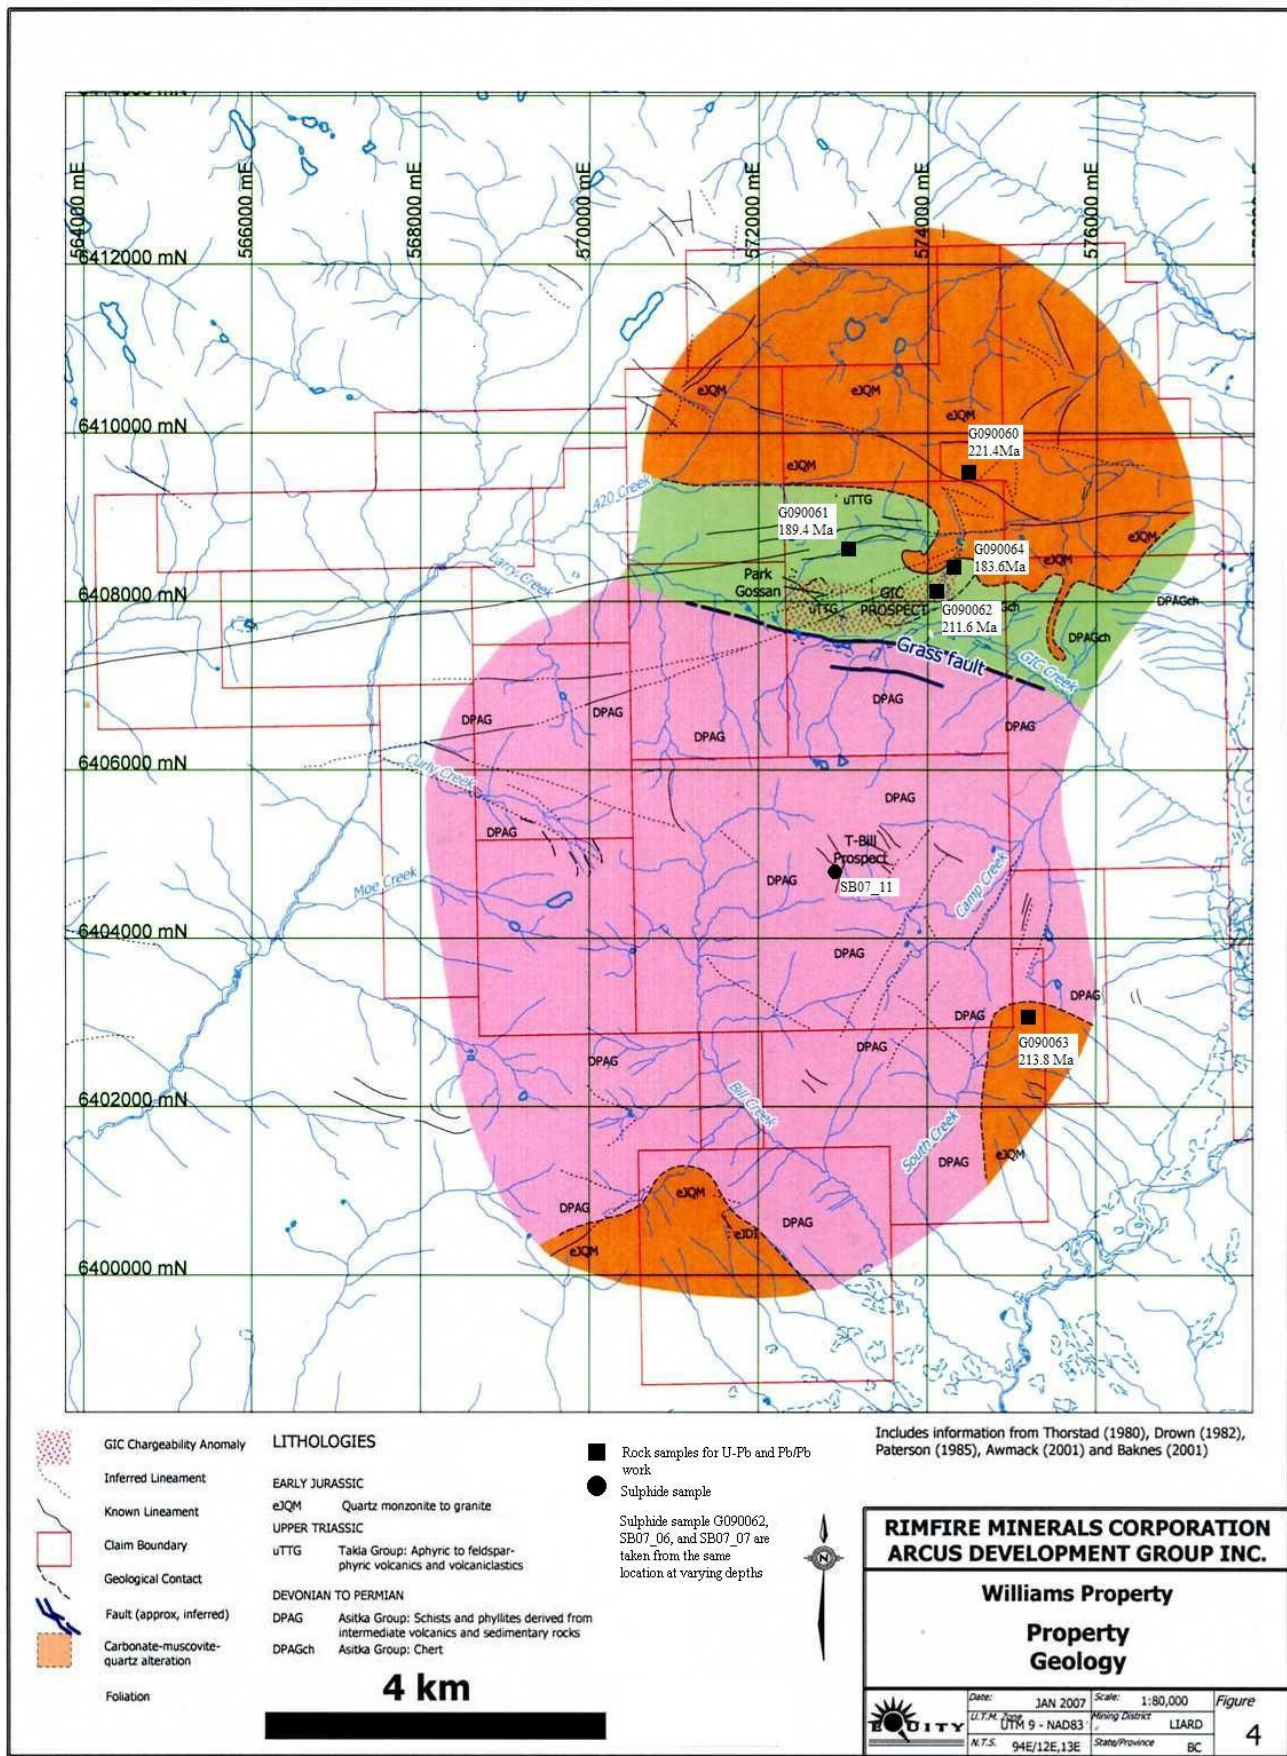 564000 mE
566000 mE
568000 mE
570000 mE
572000 mE
574000 mE
576000 mE
6412000 mN
6410000 mN
6408000 mN
6406000 mN
6404000 mN
6402000 mN
6400000 mN
eJQM
eJQM
eJQM
G090060
221.4Ma
eJQM
420 Creek
uTTG
G090061
189.4 Ma
eJQM
G090064
183.6Ma
eJQM
Larry Creek
Park
Gossan
GIC
PROSPECT
uTTG
G090062
211.6 Ma
DPAGch
DPAGch
Grass fault
GIC Creek
DPAG
DPAG
DPAG
DPAG
DPAG
Curly Creek
DPAG
DPAG
T-Bill
Prospect
DPAG
SB07_11
Moe Creek
Camp Creek
DPAG
DPAG
DPAG
G090063
213.8 Ma
DPAG
DPAG
Bill Creek
South Creek
DPAG
eJQM
eJQM
DPAG
DPAG
eJDI
eJQM
GIC Chargeability Anomaly
Inferred Lineament
Known Lineament
Claim Boundary
Geological Contact
Fault (approx, inferred)
Carbonate-muscovite-
quartz alteration
Foliation
LITHOLOGIES
EARLY JURASSIC
eJQM Quartz monzonite to granite
UPPER TRIASSIC
uTTG Takla Group: Aphyric to feldspar-
phyric volcanics and volcaniclastics
DEVONIAN TO PERMIAN
DPAG Asitka Group: Schists and phyllites derived from
intermediate volcanics and sedimentary rocks
DPAGch Asitka Group: Chert
4 km
Rock samples for U-Pb and Pb/Pb
work
Sulphide sample
Sulphide sample G090062,
SB07_06, and SB07_07 are
taken from the same
location at varying depths
N
Includes information from Thorstad (1980), Drown (1982),
Paterson (1985), Awmack (2001) and Baknes (2001)
RIMFIRE MINERALS CORPORATION
ARCUS DEVELOPMENT GROUP INC.
Williams Property
Property
Geology
EQUITY
Date: JAN 2007
Scale: 1:80,000
Figure
U.T.M. Zone UTM 9 - NAD83
Mining District LIARD
4
N.T.S. 94E/12E,13E
State/Province BC